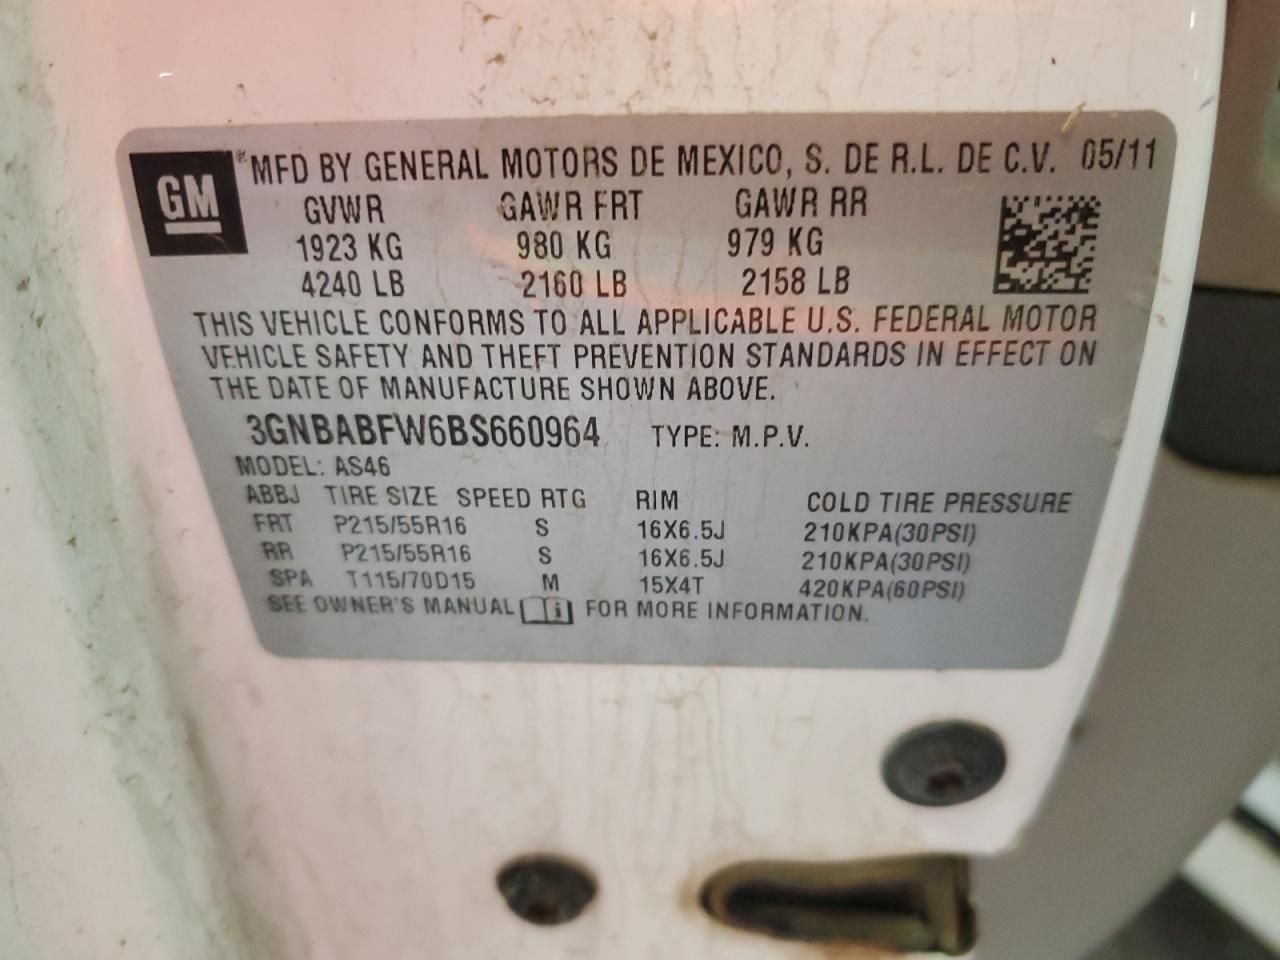 GM ® MFD BY GENERAL MOTORS DE MEXICO, S. DE R.L. DE C.V. 05/11
GVWR GAWR FRT GAWR RR
1923 KG 980 KG 979 KG
4240 LB 2160 LB 2158 LB
THIS VEHICLE CONFORMS TO ALL APPLICABLE U.S. FEDERAL MOTOR
VEHICLE SAFETY AND THEFT PREVENTION STANDARDS IN EFFECT ON
THE DATE OF MANUFACTURE SHOWN ABOVE.
3GNBABFW6BS660964 TYPE: M.P.V.
MODEL: AS46
ABBJ TIRE SIZE SPEED RTG RIM COLD TIRE PRESSURE
FRT P215/55R16 S 16X6.5J 210KPA(30PSI)
RR P215/55R16 S 16X6.5J 210KPA(30PSI)
SPA T115/70D15 M 15X4T 420KPA(60PSI)
SEE OWNER'S MANUAL i FOR MORE INFORMATION.